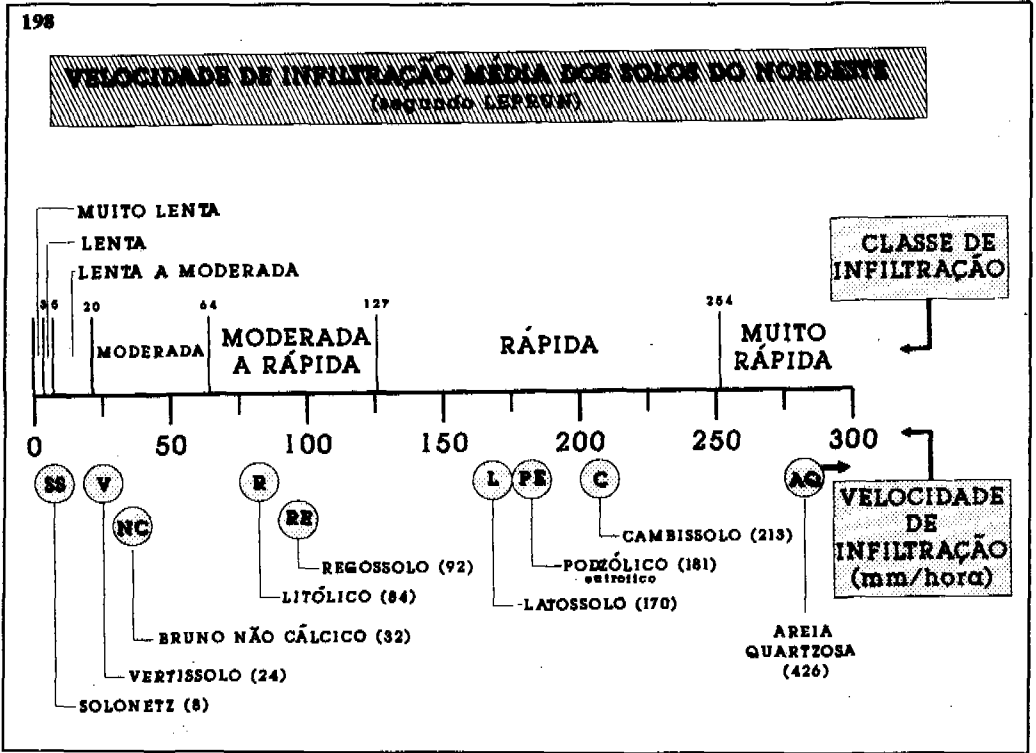 198
VELOCIDADE DE INFILTRAÇÃO MÉDIA DOS SOLOS DO NORDESTE
(segundo LEPRUN)
MUITO LENTA
LENTA
LENTA A MODERADA
CLASSE DE
INFILTRAÇÃO
3 5 20 64 127 254
MODERADA
MODERADA
A RÁPIDA
RÁPIDA
MUITO
RÁPIDA
0 50 100 150 200 250 300
SS V R L PE C AQ
NC RE
VELOCIDADE
DE
INFILTRAÇÃO
(mm/hora)
CAMBISSOLO (213)
REGOSSOLO (92)
PODZÓLICO (181)
eutrofico
LITÓLICO (84)
LATOSSOLO (170)
BRUNO NÃO CÁLCICO (32)
AREIA
QUARTZOSA
(426)
VERTISSOLO (24)
SOLONETZ (8)